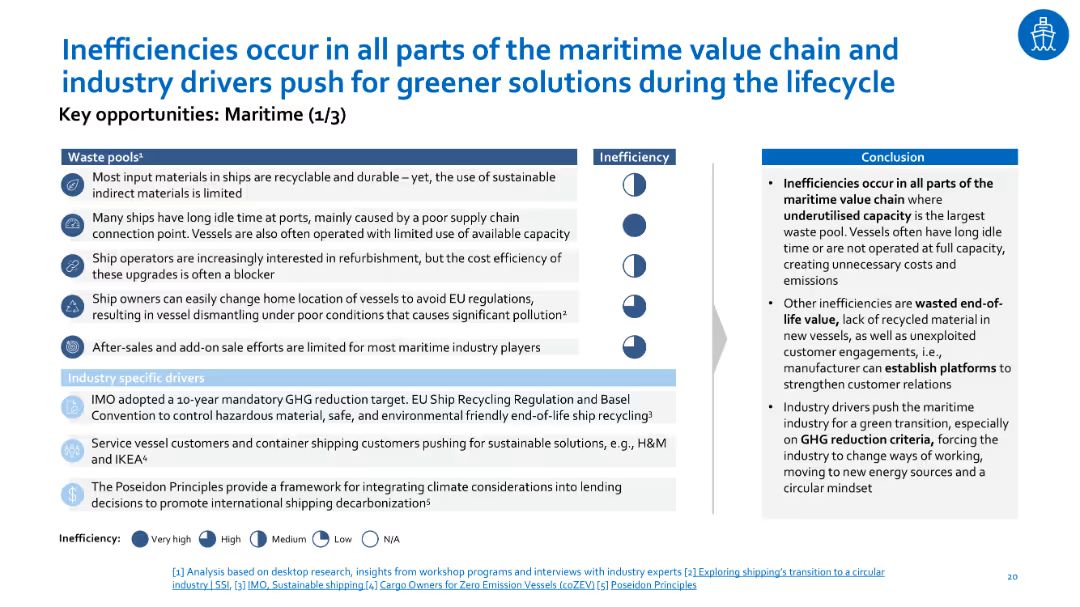 Inefficiencies occur in all parts of the maritime value chain and
industry drivers push for greener solutions during the lifecycle
Key opportunities: Maritime (1/3)
Waste pools¹
Inefficiency
Most input materials in ships are recyclable and durable – yet, the use of sustainable
indirect materials is limited
Many ships have long idle time at ports, mainly caused by a poor supply chain
connection point. Vessels are also often operated with limited use of available capacity
Ship operators are increasingly interested in refurbishment, but the cost efficiency of
these upgrades is often a blocker
Ship owners can easily change home location of vessels to avoid EU regulations,
resulting in vessel dismantling under poor conditions that causes significant pollution²
After-sales and add-on sale efforts are limited for most maritime industry players
Industry specific drivers
IMO adopted a 10-year mandatory GHG reduction target. EU Ship Recycling Regulation and Basel
Convention to control hazardous material, safe, and environmental friendly end-of-life ship recycling³
Service vessel customers and container shipping customers pushing for sustainable solutions, e.g., H&M
and IKEA⁴
$
The Poseidon Principles provide a framework for integrating climate considerations into lending
decisions to promote international shipping decarbonization⁵
Inefficiency: Very high High Medium Low N/A
Conclusion
• Inefficiencies occur in all parts of the
maritime value chain where
underutilised capacity is the largest
waste pool. Vessels often have long idle
time or are not operated at full capacity,
creating unnecessary costs and
emissions
• Other inefficiencies are wasted end-of-
life value, lack of recycled material in
new vessels, as well as unexploited
customer engagements, i.e.,
manufacturer can establish platforms to
strengthen customer relations
• Industry drivers push the maritime
industry for a green transition, especially
on GHG reduction criteria, forcing the
industry to change ways of working,
moving to new energy sources and a
circular mindset
[1] Analysis based on desktop research, insights from workshop programs and interviews with industry experts [2] Exploring shipping's transition to a circular
industry | SSI, [3] IMO, Sustainable shipping [4] Cargo Owners for Zero Emission Vessels (coZEV) [5] Poseidon Principles
20